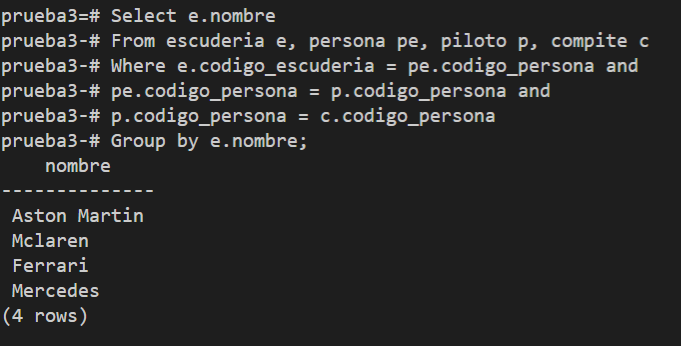 prueba3=# Select e.nombre
prueba3-# From escuderia e, persona pe, piloto p, compite c
prueba3-# Where e.codigo_escuderia = pe.codigo_persona and
prueba3-# pe.codigo_persona = p.codigo_persona and
prueba3-# p.codigo_persona = c.codigo_persona
prueba3-# Group by e.nombre;
    nombre
--------------
 Aston Martin
 Mclaren
 Ferrari
 Mercedes
(4 rows)